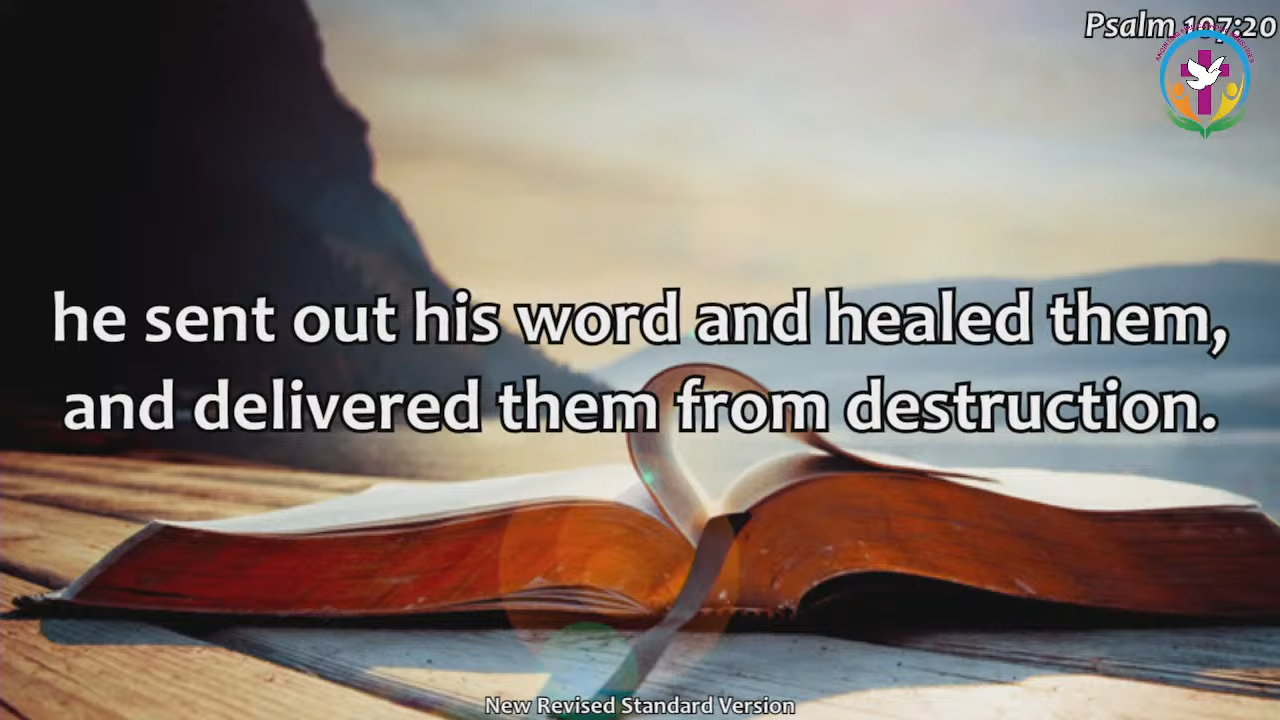 Psalm 107:20
he sent out his word and healed them,
and delivered them from destruction.
New Revised Standard Version